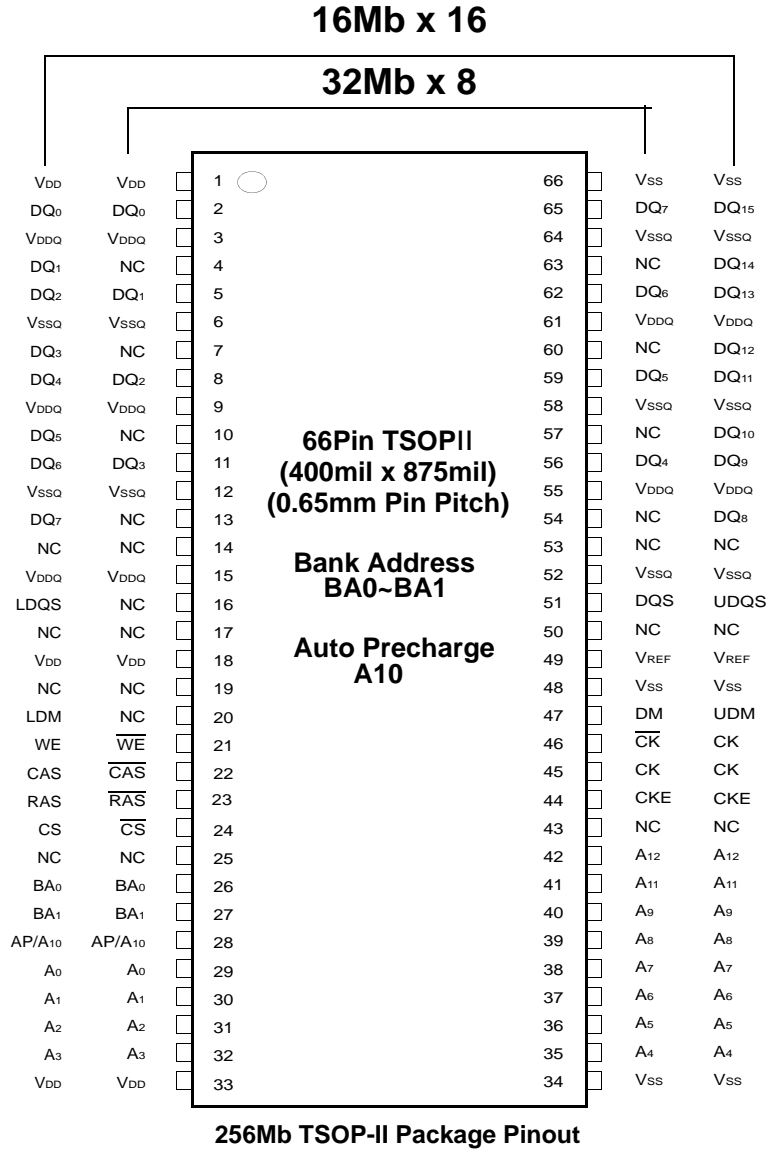 16Mb x 16
32Mb x 8
VDD VDD 1 66 VSS VSS
DQ0 DQ0 2 65 DQ7 DQ15
VDDQ VDDQ 3 64 VSSQ VSSQ
DQ1 NC 4 63 NC DQ14
DQ2 DQ1 5 62 DQ6 DQ13
VSSQ VSSQ 6 61 VDDQ VDDQ
DQ3 NC 7 60 NC DQ12
DQ4 DQ2 8 59 DQ5 DQ11
VDDQ VDDQ 9 58 VSSQ VSSQ
DQ5 NC 10 57 NC DQ10
66Pin TSOPII
DQ6 DQ3 11 56 DQ4 DQ9
(400mil x 875mil)
VSSQ VSSQ 12 55 VDDQ VDDQ
(0.65mm Pin Pitch)
DQ7 NC 13 54 NC DQ8
NC NC 14 53 NC NC
Bank Address
VDDQ VDDQ 15 52 VSSQ VSSQ
BA0~BA1
LDQS NC 16 51 DQS UDQS
NC NC 17 50 NC NC
Auto Precharge
VDD VDD 18 49 VREF VREF
A10
NC NC 19 48 VSS VSS
LDM NC 20 47 DM UDM
WE W̅E̅ 21 46 C̅K̅ CK
CAS C̅A̅S̅ 22 45 CK CK
RAS R̅A̅S̅ 23 44 CKE CKE
CS C̅S̅ 24 43 NC NC
NC NC 25 42 A12 A12
BA0 BA0 26 41 A11 A11
BA1 BA1 27 40 A9 A9
AP/A10 AP/A10 28 39 A8 A8
A0 A0 29 38 A7 A7
A1 A1 30 37 A6 A6
A2 A2 31 36 A5 A5
A3 A3 32 35 A4 A4
VDD VDD 33 34 VSS VSS
256Mb TSOP-II Package Pinout